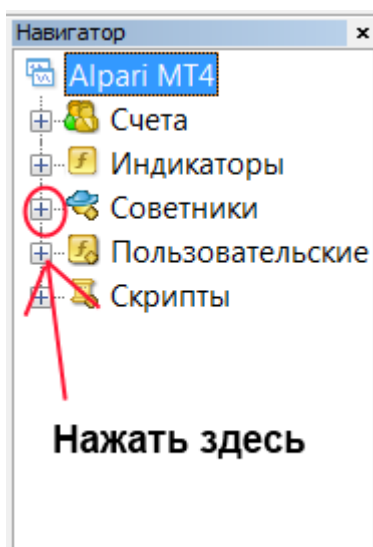 Навигатор
Alpari MT4
Счета
Индикаторы
Советники
Пользовательские
Скрипты
Нажать здесь